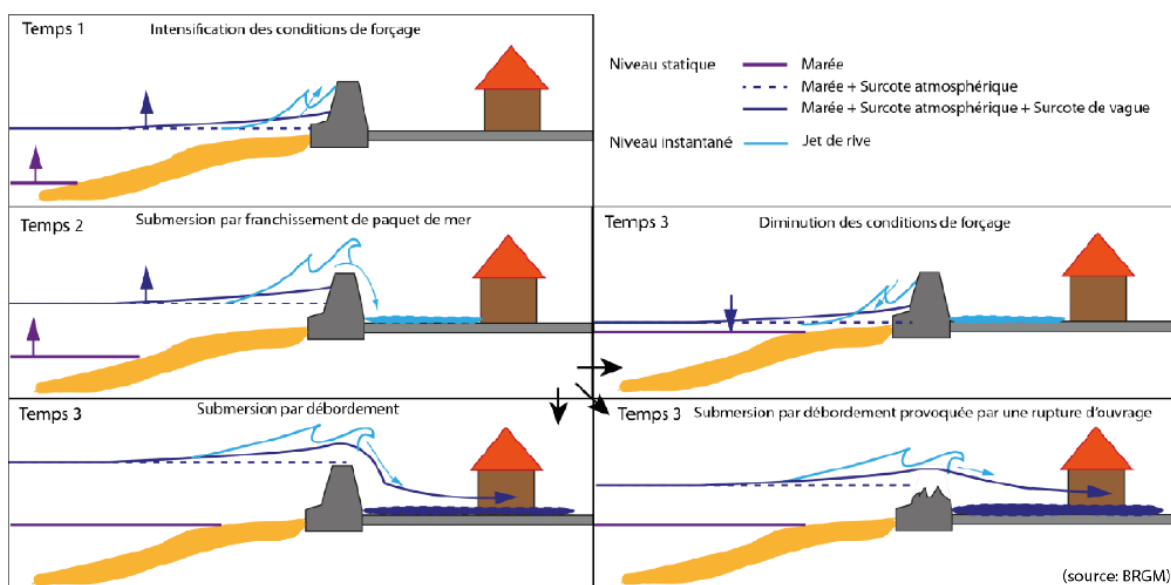 Temps 1
Intensification des conditions de forçage
Niveau statique
Marée
Marée + Surcote atmosphérique
Marée + Surcote atmosphérique + Surcote de vague
Niveau instantané
Jet de rive
Temps 2
Submersion par franchissement de paquet de mer
Temps 3
Diminution des conditions de forçage
Temps 3
Submersion par débordement
Temps 3
Submersion par débordement provoquée par une rupture d'ouvrage
(source: BRGM)